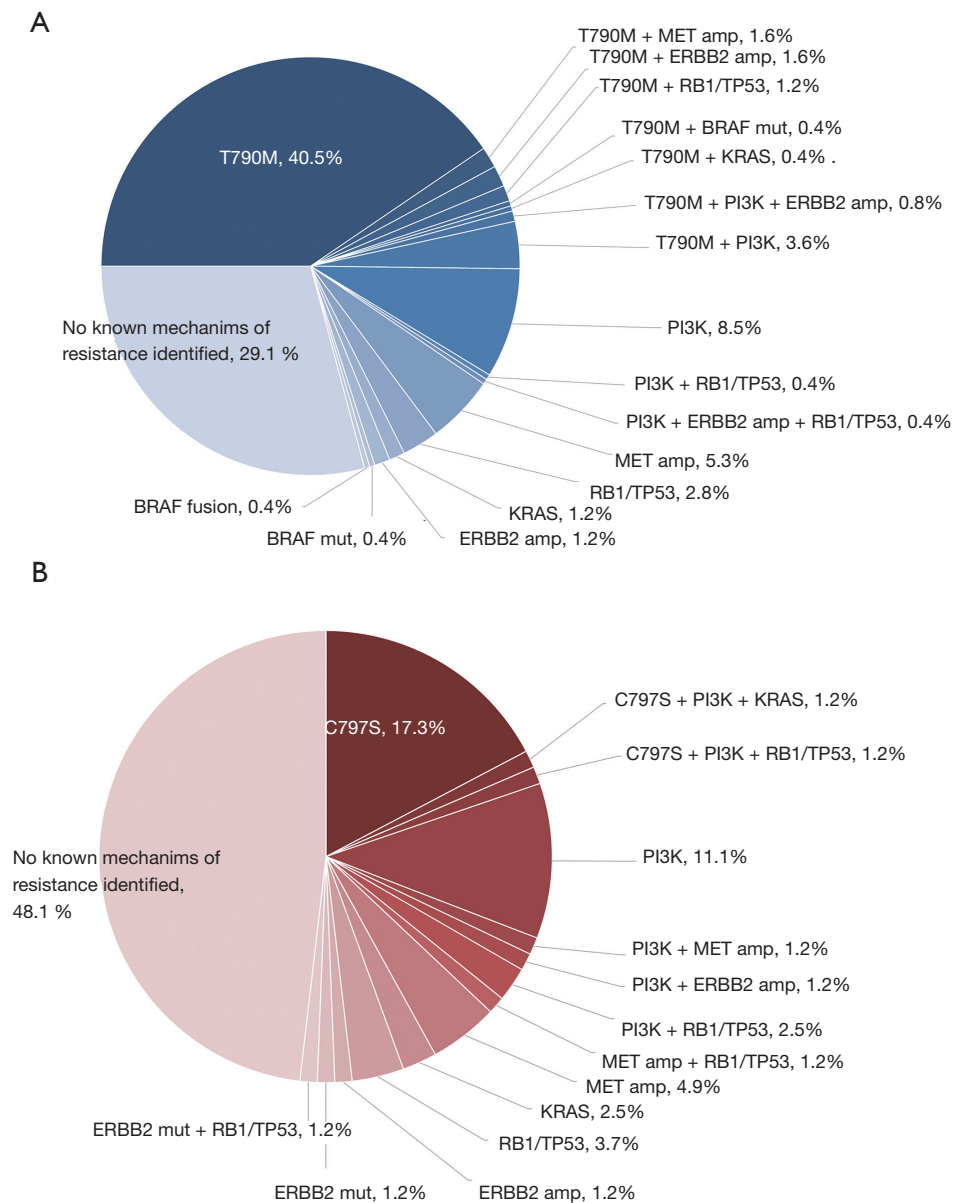 A
T790M + MET amp, 1.6%
T790M + ERBB2 amp, 1.6%
T790M + RB1/TP53, 1.2%
T790M + BRAF mut, 0.4%
T790M + KRAS, 0.4% .
T790M, 40.5%
T790M + PI3K + ERBB2 amp, 0.8%
T790M + PI3K, 3.6%
No known mechanims of
resistance identified, 29.1 %
PI3K, 8.5%
PI3K + RB1/TP53, 0.4%
PI3K + ERBB2 amp + RB1/TP53, 0.4%
MET amp, 5.3%
RB1/TP53, 2.8%
BRAF fusion, 0.4%
KRAS, 1.2%
BRAF mut, 0.4%
ERBB2 amp, 1.2%
B
C797S, 17.3%
C797S + PI3K + KRAS, 1.2%
C797S + PI3K + RB1/TP53, 1.2%
PI3K, 11.1%
No known mechanims of
resistance identified,
48.1 %
PI3K + MET amp, 1.2%
PI3K + ERBB2 amp, 1.2%
PI3K + RB1/TP53, 2.5%
MET amp + RB1/TP53, 1.2%
MET amp, 4.9%
KRAS, 2.5%
ERBB2 mut + RB1/TP53, 1.2%
RB1/TP53, 3.7%
ERBB2 mut, 1.2%
ERBB2 amp, 1.2%